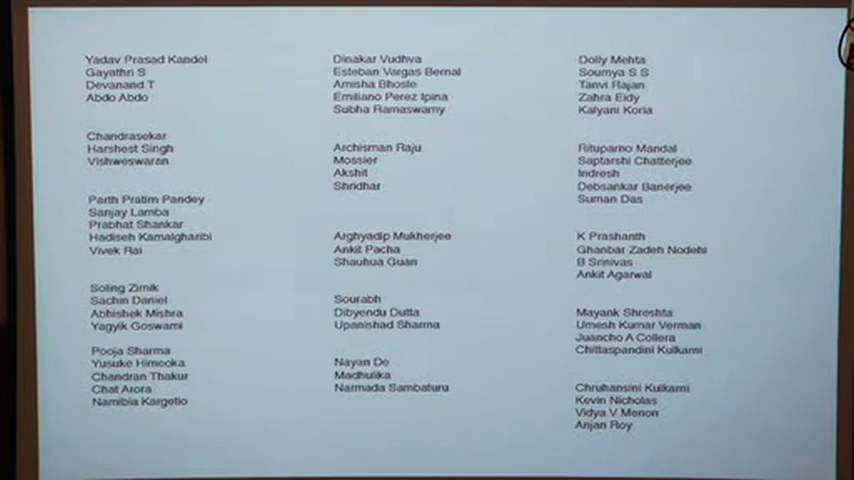 Yadav Prasad Kandel
Gayathri S
Devanand T
Abdo Abdo
Chandrasekar
Harshest Singh
Vishweswaran
Parth Pratim Pandey
Sanjay Lamba
Prabhat Shankar
Hadiseh Kamalgharibi
Vivek Rai
Soling Zimik
Sachin Daniel
Abhishek Mishra
Yagyik Goswami
Pooja Sharma
Yusuke Himeoka
Chandran Thakur
Chat Arora
Namibia Kargetio
Dinakar Vudhva
Esteban Vargas Bernal
Amisha Bhosle
Emiliano Perez Ipina
Subha Ramaswamy
Archisman Raju
Mossier
Akshit
Shridhar
Arghyadip Mukherjee
Ankit Pacha
Shauhua Guan
Sourabh
Dibyendu Dutta
Upanishad Sharma
Nayan De
Madhulika
Narmada Sambaturu
Dolly Mehta
Soumya S S
Tanvi Rajan
Zahra Eidy
Kalyani Korla
Rituparno Mandal
Saptarshi Chatterjee
Indresh
Debsankar Banerjee
Suman Das
K Prashanth
Ghanbar Zadeh Nodehi
B Srinivas
Ankit Agarwal
Mayank Shreshta
Umesh Kumar Verman
Juancho A Collera
Chittaspandini Kulkarni
Chruhansini Kulkarni
Kevin Nicholas
Vidya V Menon
Anjan Roy